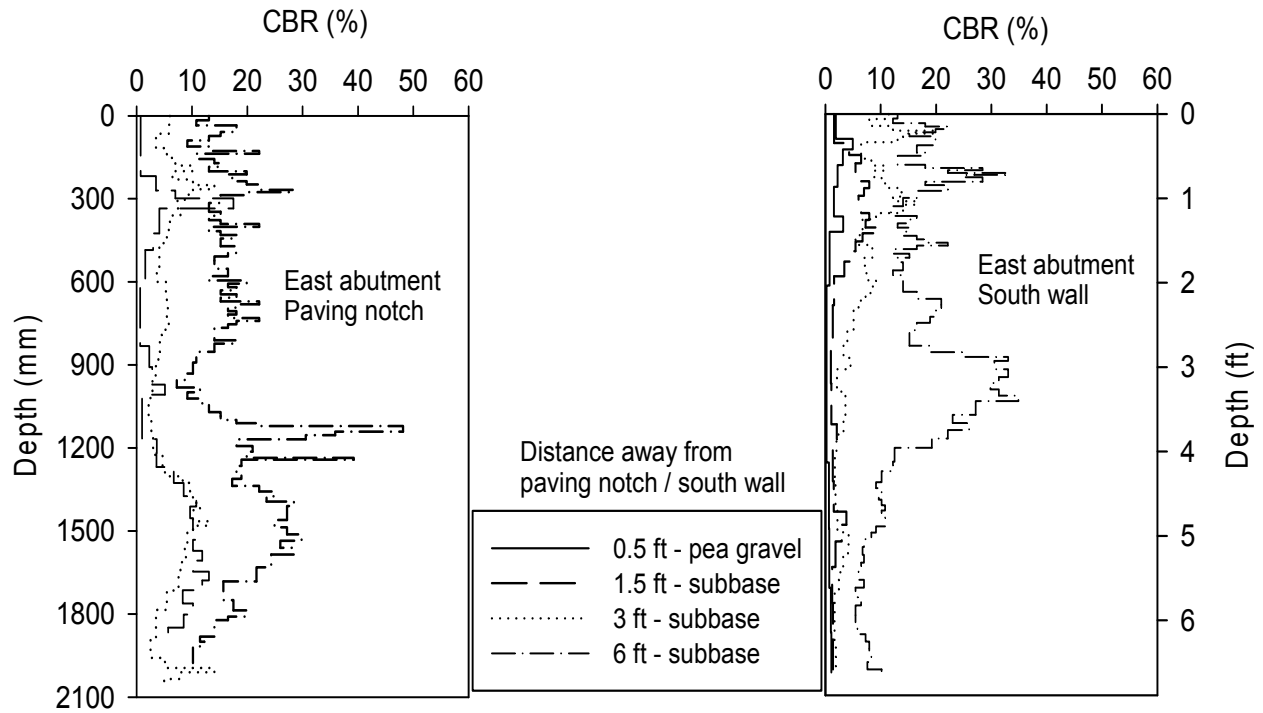 CBR (%)
0 10 20 30 40 50 60
Depth (mm)
0
300
600
900
1200
1500
1800
2100
East abutment
Paving notch
CBR (%)
0 10 20 30 40 50 60
0
1
2
3
4
5
6
Depth (ft)
East abutment
South wall
Distance away from
paving notch / south wall
0.5 ft - pea gravel
1.5 ft - subbase
3 ft - subbase
6 ft - subbase